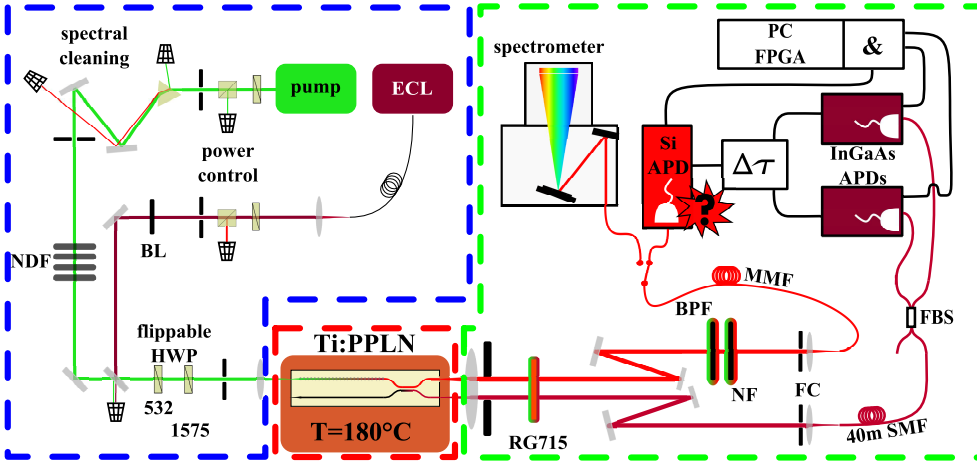 spectral
cleaning
pump
ECL
power
control
NDF
BL
flippable
HWP
532
1575
Ti:PPLN
T=180°C
spectrometer
PC
FPGA
&
Si
APD
?
Δτ
InGaAs
APDs
MMF
BPF
NF
FC
FBS
RG715
40m SMF